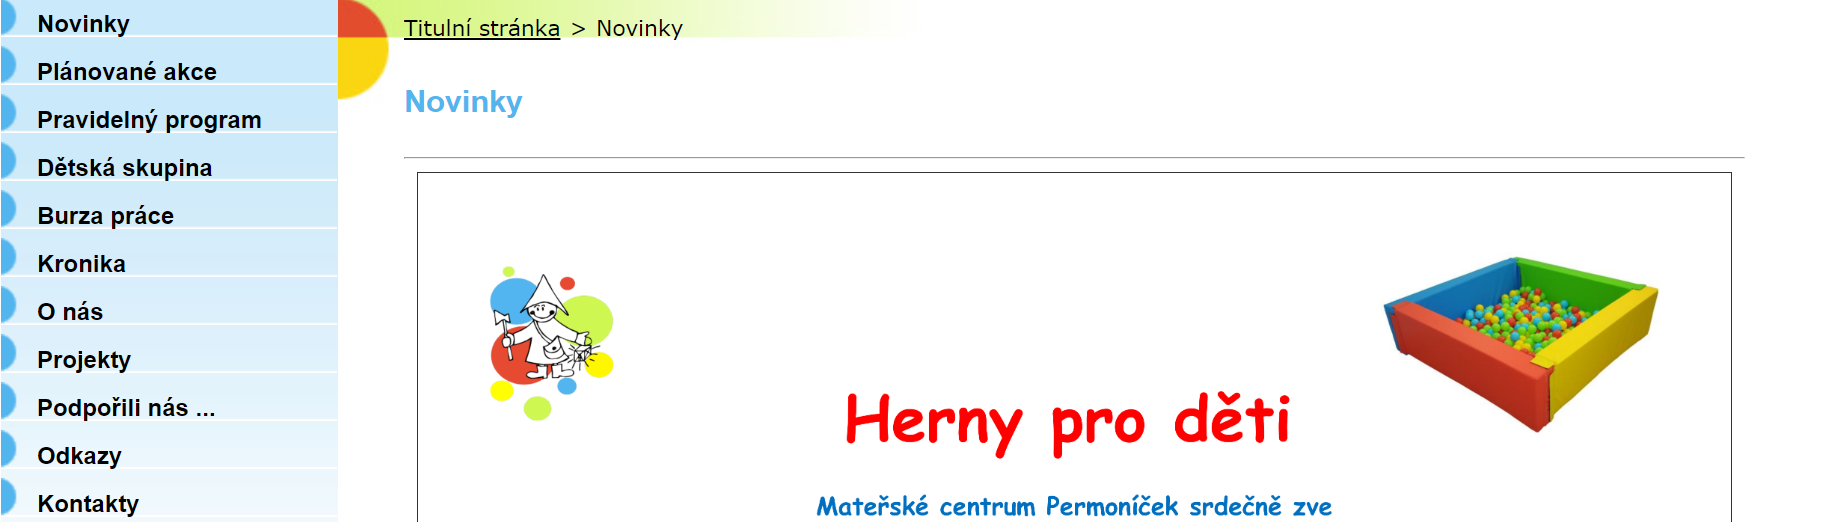 Novinky
Plánované akce
Pravidelný program
Dětská skupina
Burza práce
Kronika
O nás
Projekty
Podpořili nás ...
Odkazy
Kontakty
Titulní stránka > Novinky
Novinky
Herny pro děti
Mateřské centrum Permoníček srdečně zve